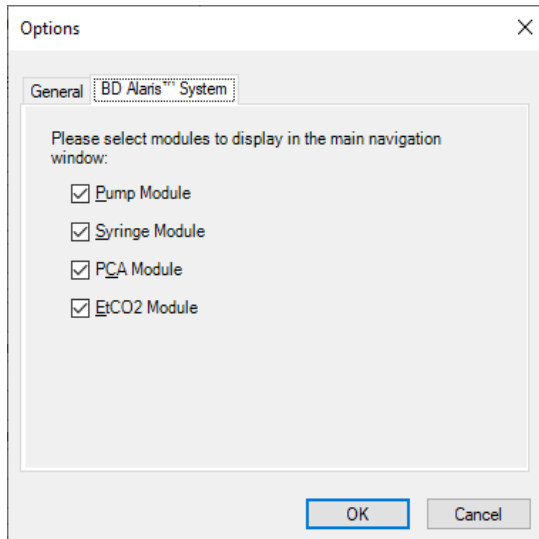 Options
General
BD Alaris™ System
Please select modules to display in the main navigation
window:
Pump Module
Syringe Module
PCA Module
EtCO2 Module
OK
Cancel